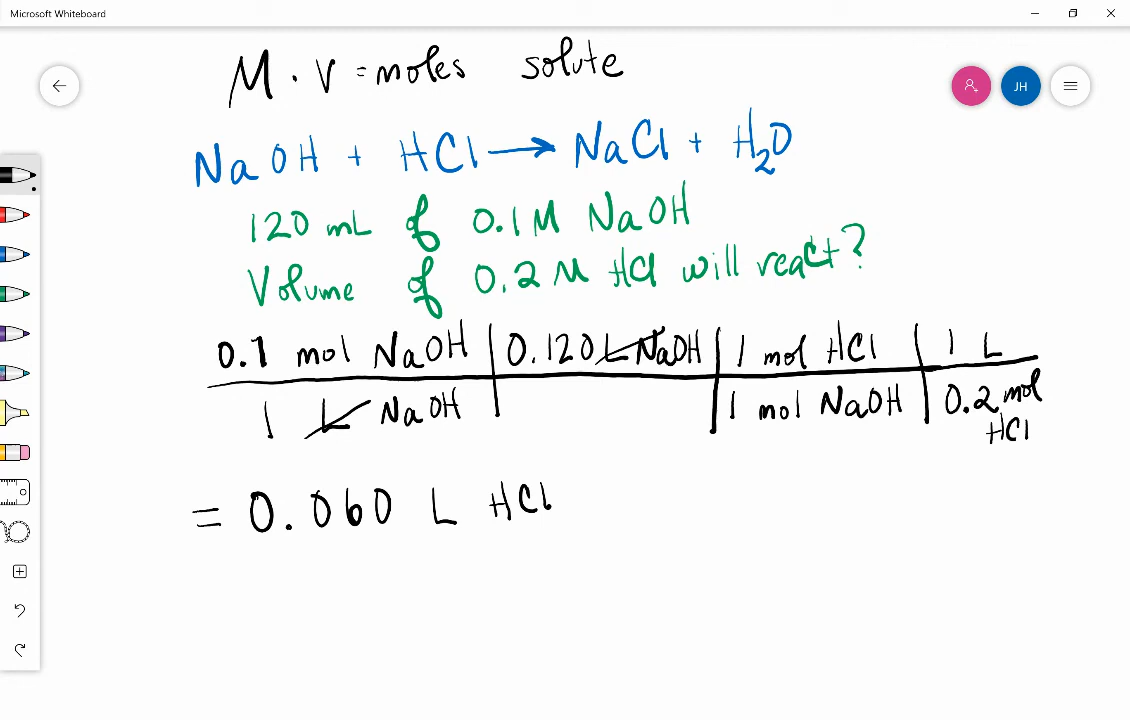 Microsoft Whiteboard
JH
M · V = moles solute
NaOH + HCl → NaCl + H₂O
120 mL of 0.1M NaOH
Volume of 0.2 M HCl will react?
0.1 mol NaOH | 0.120 L NaOH | 1 mol HCl | 1 L
1 L NaOH | | 1 mol NaOH | 0.2 mol
HCl
= 0.060 L HCl